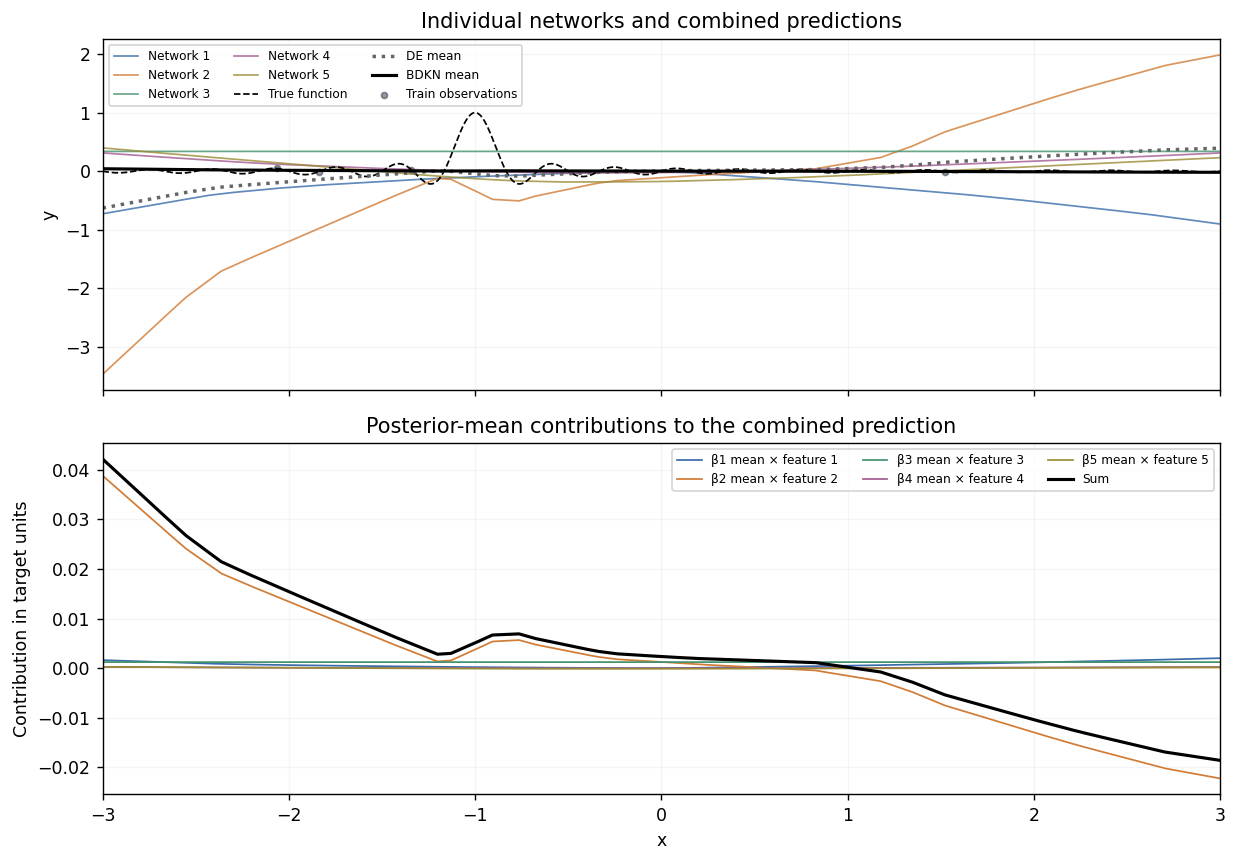 Individual networks and combined predictions
Network 1 Network 4 DE mean
Network 2 Network 5 BDKN mean
Network 3 True function Train observations
2
1
0
−1
−2
−3
y
Posterior-mean contributions to the combined prediction
β1 mean × feature 1 β3 mean × feature 3 β5 mean × feature 5
β2 mean × feature 2 β4 mean × feature 4 Sum
0.04
0.03
0.02
0.01
0.00
−0.01
−0.02
Contribution in target units
−3 −2 −1 0 1 2 3
x